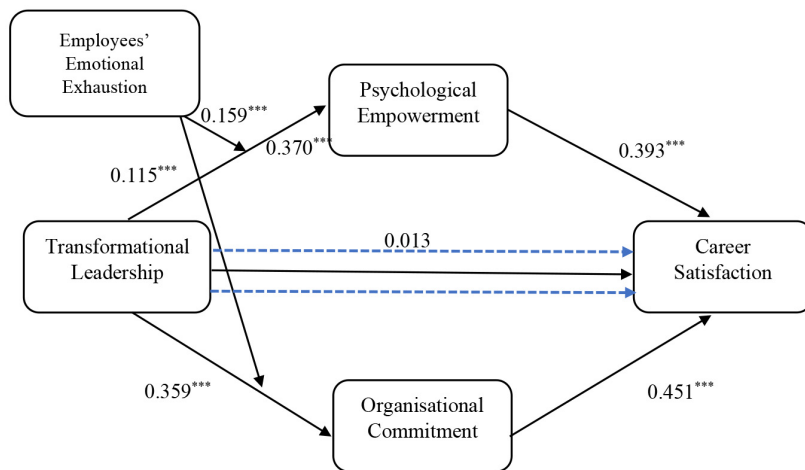 Employees’
Emotional
Exhaustion
Psychological
Empowerment
0.159***
0.370***
0.393***
0.115***
Transformational
Leadership
0.013
Career
Satisfaction
0.359***
Organisational
Commitment
0.451***